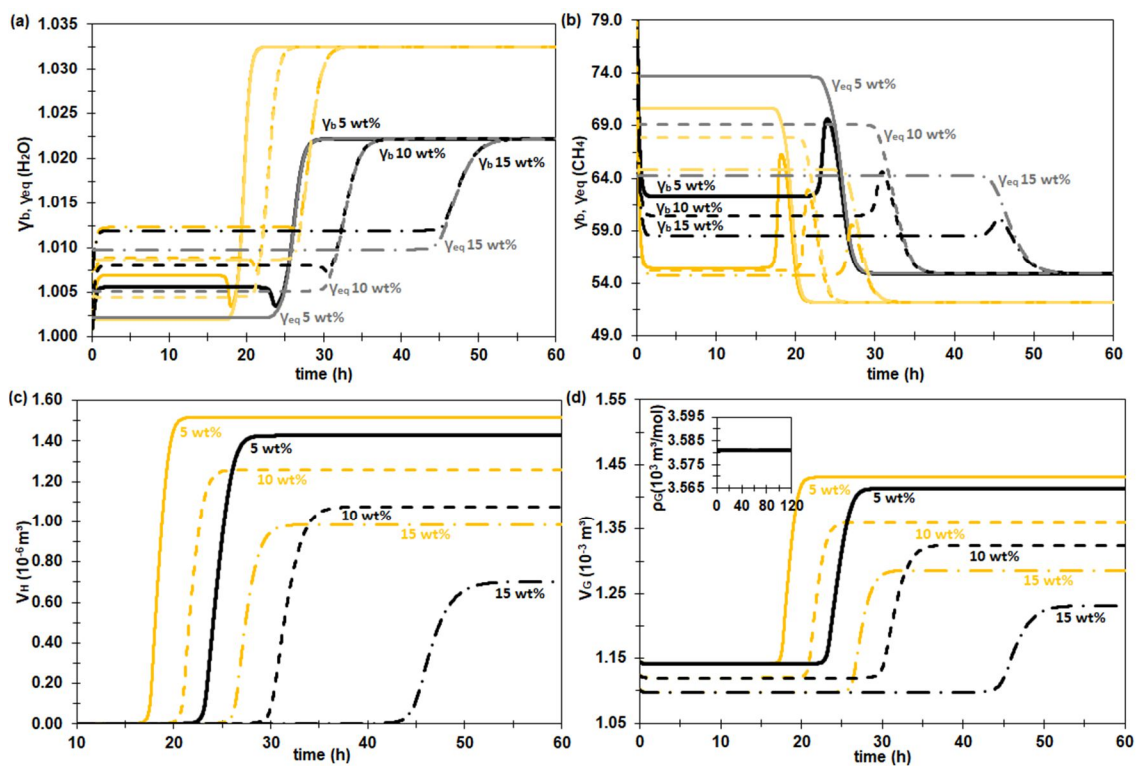 (a)
γb, γeq (H₂O)
1.035
1.030
1.025
1.020
1.015
1.010
1.005
1.000
γb 5 wt%
γb 10 wt%
γb 15 wt%
γeq 15 wt%
γeq 10 wt%
γeq 5 wt%
0 10 20 30 40 50 60
time (h)
(b)
γb, γeq (CH₄)
79.0
74.0
69.0
64.0
59.0
54.0
49.0
γeq 5 wt%
γeq 10 wt%
γeq 15 wt%
γb 5 wt%
γb 10 wt%
γb 15 wt%
0 10 20 30 40 50 60
time (h)
(c)
VH (10⁻⁶ m³)
1.60
1.40
1.20
1.00
0.80
0.60
0.40
0.20
0.00
5 wt%
5 wt%
10 wt%
10 wt%
15 wt%
15 wt%
10 20 30 40 50 60
time (h)
(d)
VG (10⁻³ m³)
1.55
1.45
1.35
1.25
1.15
1.05
ρG (10³ m³/mol)
3.595
3.585
3.575
3.565
0 40 80 120
5 wt%
5 wt%
10 wt%
10 wt%
15 wt%
15 wt%
0 10 20 30 40 50 60
time (h)